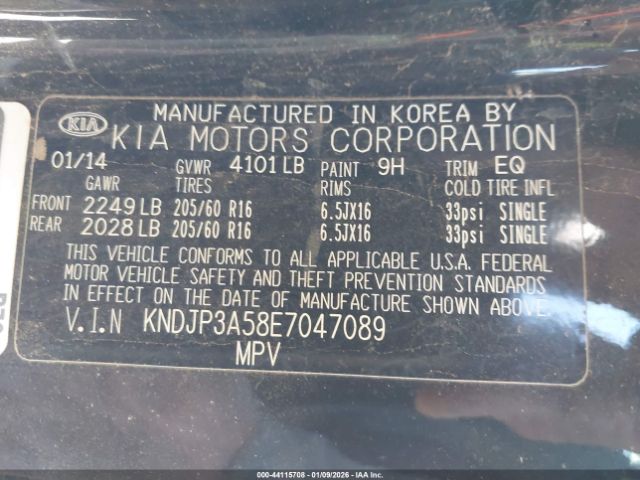 MANUFACTURED IN KOREA BY
KIA KIA MOTORS CORPORATION
01/14 GVWR 4101 LB PAINT 9H TRIM EQ
GAWR TIRES RIMS COLD TIRE INFL
FRONT 2249 LB 205/60 R16 6.5JX16 33psi SINGLE
REAR 2028 LB 205/60 R16 6.5JX16 33psi SINGLE
THIS VEHICLE CONFORMS TO ALL APPLICABLE U.S.A. FEDERAL
MOTOR VEHICLE SAFETY AND THEFT PREVENTION STANDARDS
IN EFFECT ON THE DATE OF MANUFACTURE SHOWN ABOVE.
V.I.N KNDJP3A58E7047089
MPV
000-44115708 - 01/09/2026 - IAAI, Inc.